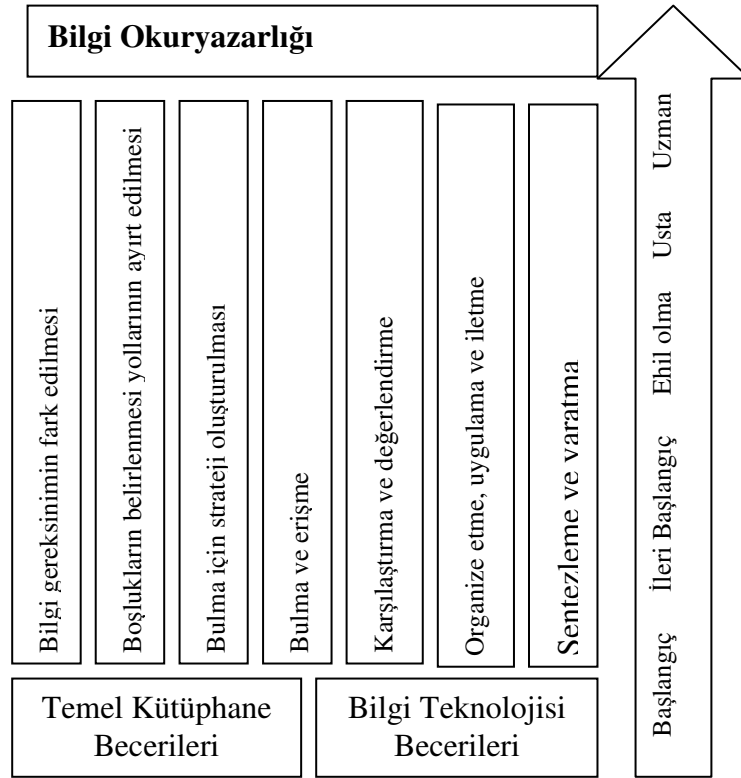 Bilgi Okuryazarlığı
Bilgi gereksinimin fark edilmesi
Boşlukların belirlenmesi yollarının ayırt edilmesi
Bulma için strateji oluşturulması
Bulma ve erişme
Karşılaştırma ve değerlendirme
Organize etme, uygulama ve iletme
Sentezleme ve varatma
Temel Kütüphane
Becerileri
Bilgi Teknolojisi
Becerileri
Başlangıç İleri Başlangıç Ehil olma Usta Uzman